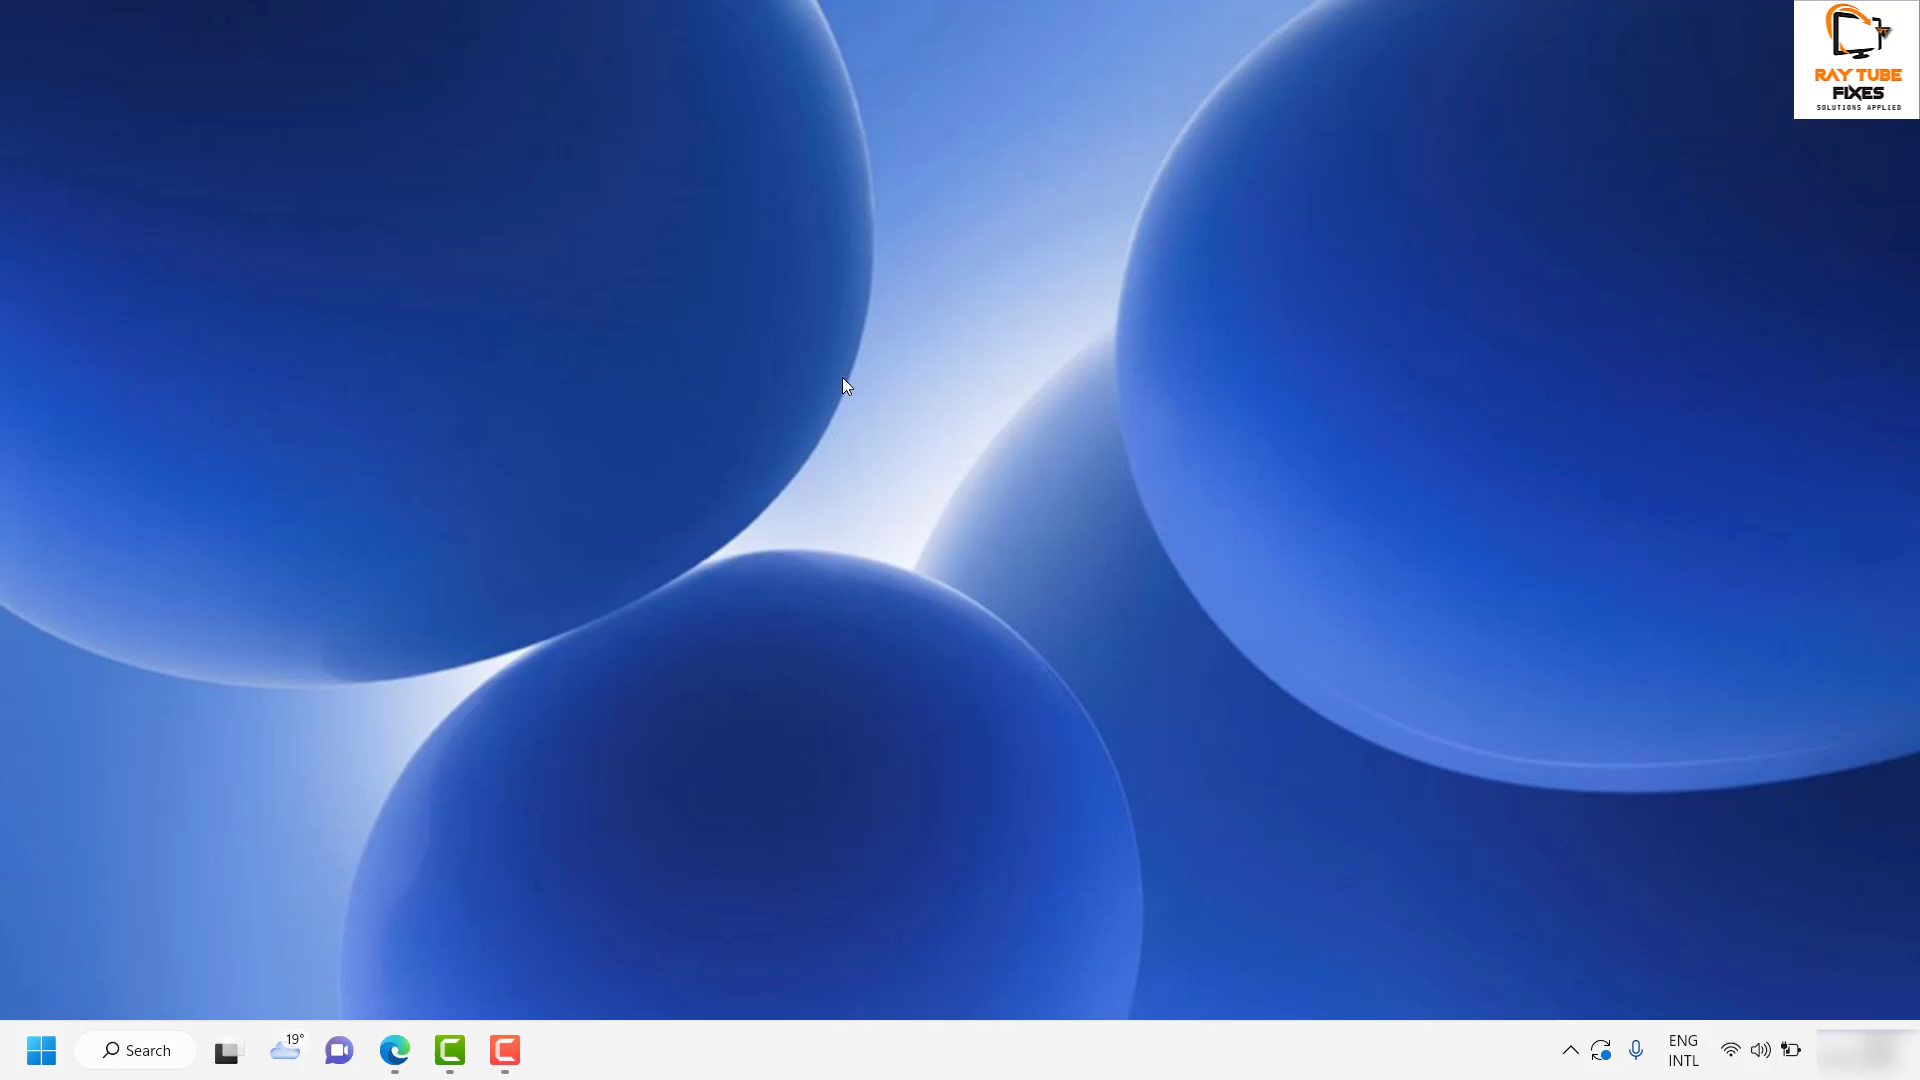 RAY TUBE
FIXES
SOLUTIONS APPLIED
Search
19°
ENG
INTL